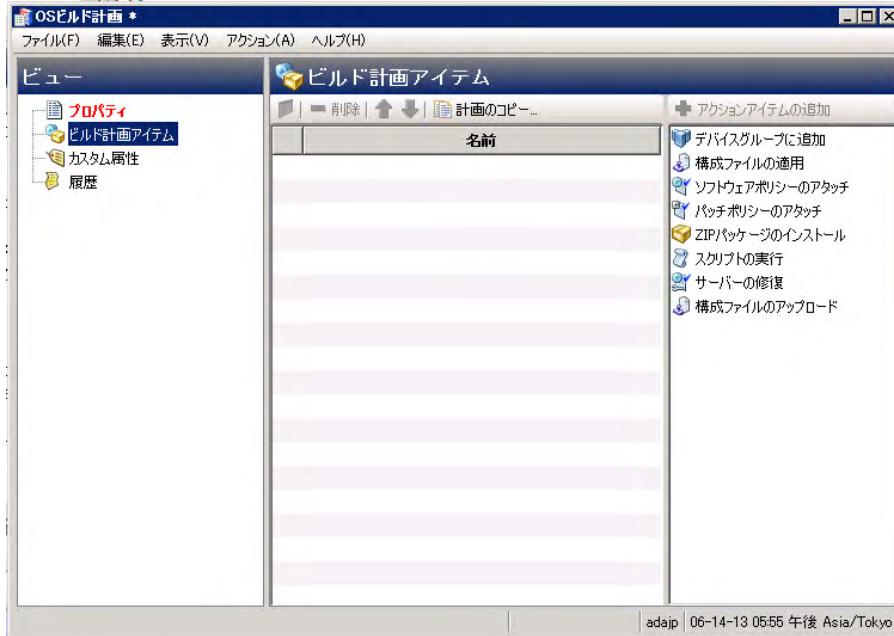 OSビルド計画 *
ファイル(F) 編集(E) 表示(V) アクション(A) ヘルプ(H)
ビュー
プロパティ
ビルド計画アイテム
カスタム属性
履歴
ビルド計画アイテム
削除 計画のコピー...
名前
アクションアイテムの追加
デバイスグループに追加
構成ファイルの適用
ソフトウェアポリシーのアタッチ
パッチポリシーのアタッチ
ZIPパッケージのインストール
スクリプトの実行
サーバーの修復
構成ファイルのアップロード
adajp 06-14-13 05:55 午後 Asia/Tokyo